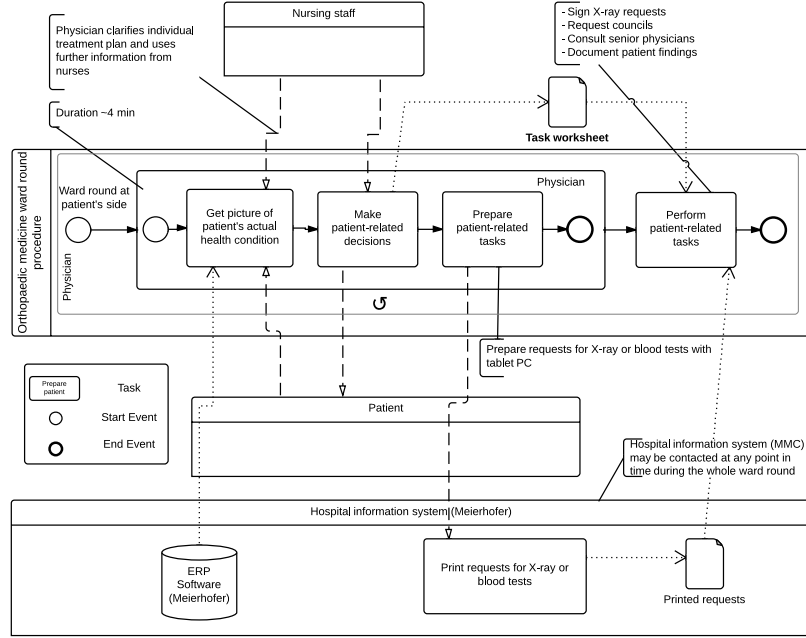 Nursing staff
Physician clarifies individual
treatment plan and uses
further information from
nurses
- Sign X-ray requests
- Request councils
- Consult senior physicians
- Document patient findings
Duration ~4 min
Task worksheet
Orthopaedic medicine ward round
procedure
Physician
Ward round at
patient's side
Physician
Get picture of
patient's actual
health condition
Make
patient-related
decisions
Prepare
patient-related
tasks
Perform
patient-related
tasks
Prepare requests for X-ray or blood tests with
tablet PC
Prepare
patient
Task
Start Event
End Event
Patient
Hospital information system (MMC)
may be contacted at any point in
time during the whole ward round
Hospital information system (Meierhofer)
ERP
Software
(Meierhofer)
Print requests for X-ray or
blood tests
Printed requests